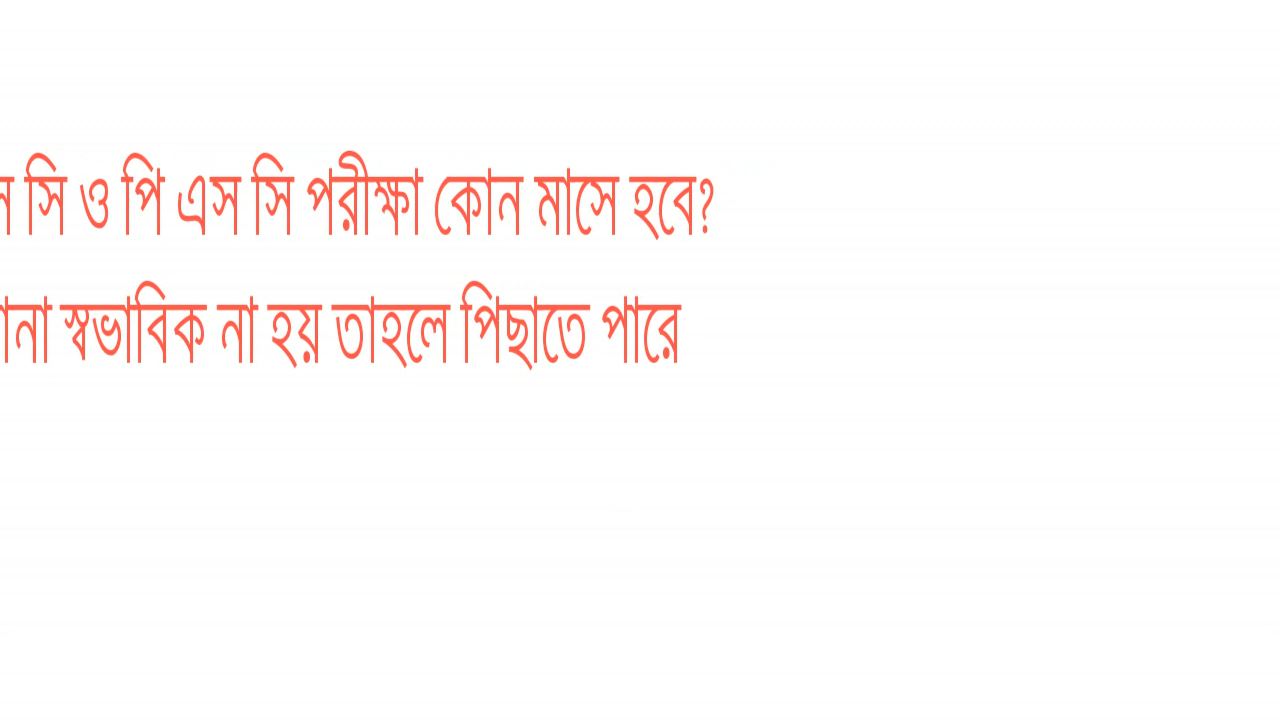 সি ও পি এস সি পরীক্ষা কোন মাসে হবে?
স্বভাবিক না হয় তাহলে পিছাতে পারে